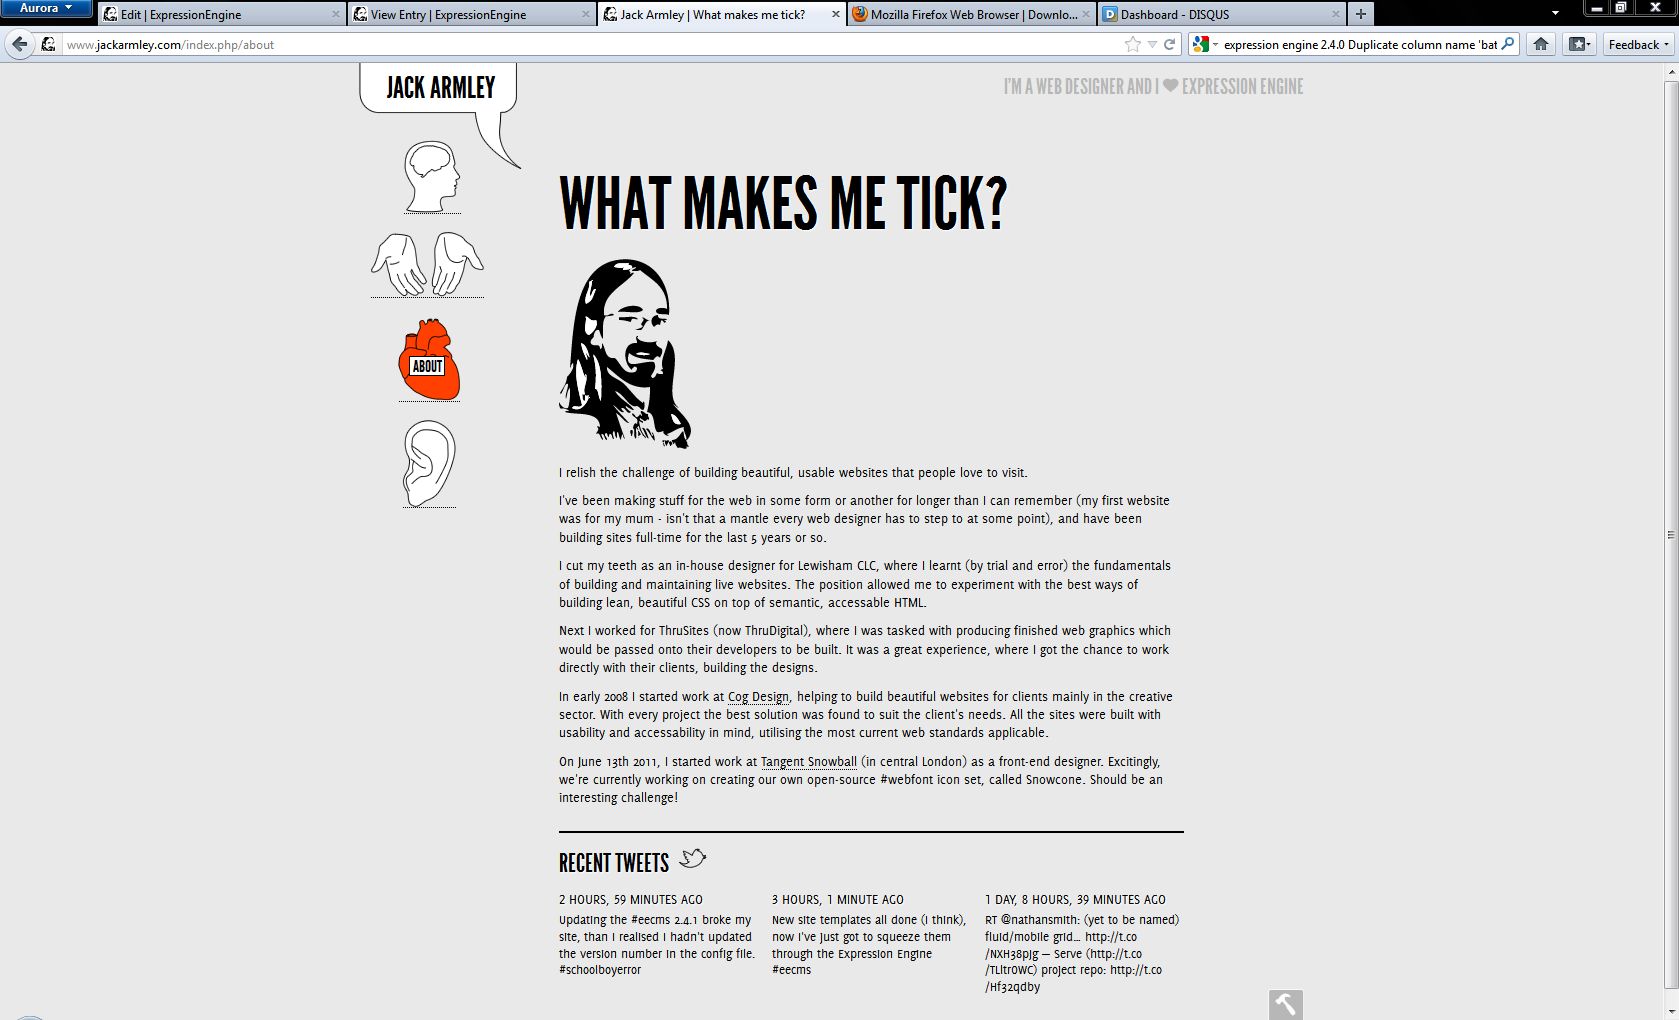 Aurora
Edit | ExpressionEngine
View Entry | ExpressionEngine
Jack Armley | What makes me tick?
Mozilla Firefox Web Browser | Downlo...
Dashboard - DISQUS
www.jackarmley.com/index.php/about
expression engine 2.4.0 Duplicate column name 'bat
Feedback
JACK ARMLEY
I'M A WEB DESIGNER AND I ♥ EXPRESSION ENGINE
WHAT MAKES ME TICK?
ABOUT
I relish the challenge of building beautiful, usable websites that people love to visit.
I've been making stuff for the web in some form or another for longer than I can remember (my first website
was for my mum - isn't that a mantle every web designer has to step to at some point), and have been
building sites full-time for the last 5 years or so.
I cut my teeth as an in-house designer for Lewisham CLC, where I learnt (by trial and error) the fundamentals
of building and maintaining live websites. The position allowed me to experiment with the best ways of
building lean, beautiful CSS on top of semantic, accessable HTML.
Next I worked for ThruSites (now ThruDigital), where I was tasked with producing finished web graphics which
would be passed onto their developers to be built. It was a great experience, where I got the chance to work
directly with their clients, building the designs.
In early 2008 I started work at Cog Design, helping to build beautiful websites for clients mainly in the creative
sector. With every project the best solution was found to suit the client's needs. All the sites were built with
usability and accessability in mind, utilising the most current web standards applicable.
On June 13th 2011, I started work at Tangent Snowball (in central London) as a front-end designer. Excitingly,
we're currently working on creating our own open-source #webfont icon set, called Snowcone. Should be an
interesting challenge!
RECENT TWEETS
2 HOURS, 59 MINUTES AGO
Updating the #eecms 2.4.1 broke my
site, than I realised I hadn't updated
the version number in the config file.
#schoolboyerror
3 HOURS, 1 MINUTE AGO
New site templates all done (I think),
now I've just got to squeeze them
through the Expression Engine
#eecms
1 DAY, 8 HOURS, 39 MINUTES AGO
RT @nathansmith: (yet to be named)
fluid/mobile grid... http://t.co
/NXH38pJg — Serve (http://t.co
/TLltr0WC) project repo: http://t.co
/Hf32qdby